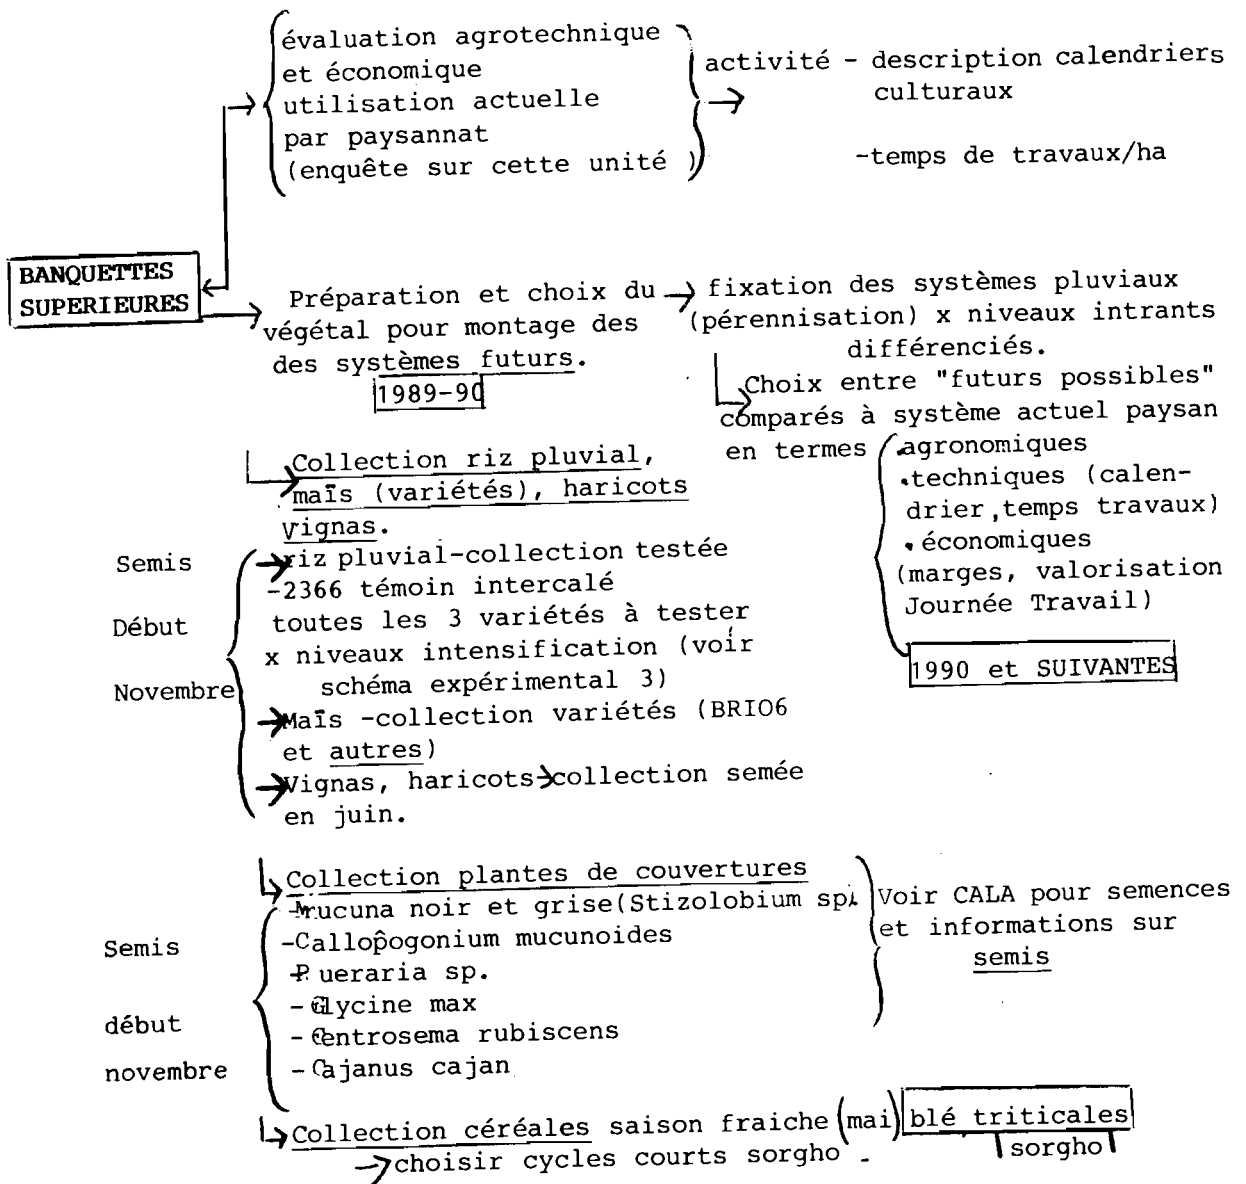 évaluation agrotechnique
et économique
utilisation actuelle
par paysannat
(enquête sur cette unité )
activité - description calendriers
culturaux
-temps de travaux/ha
BANQUETTES
SUPERIEURES
Préparation et choix du
végétal pour montage des
des systèmes futurs.
1989-90
fixation des systèmes pluviaux
(pérennisation) x niveaux intrants
différenciés.
Choix entre "futurs possibles"
comparés à système actuel paysan
en termes
.agronomiques
.techniques (calen-
drier,temps travaux)
. économiques
(marges, valorisation
Journée Travail)
1990 et SUIVANTES
Collection riz pluvial,
maïs (variétés), haricots
Vignas.
Semis
Début
Novembre
riz pluvial-collection testée
-2366 témoin intercalé
toutes les 3 variétés à tester
x niveaux intensification (voir
schéma expérimental 3)
Maïs -collection variétés (BRIO6
et autres)
Vignas, haricots→collection semée
en juin.
Collection plantes de couvertures
Semis
début
novembre
-Mucuna noir et grise(Stizolobium sp.
-Callopogonium mucunoides
-Pueraria sp.
-Glycine max
-Centrosema rubiscens
-Cajanus cajan
Voir CALA pour semences
et informations sur
semis
Collection céréales saison fraiche (mai) blé triticales
sorgho
→choisir cycles courts sorgho -